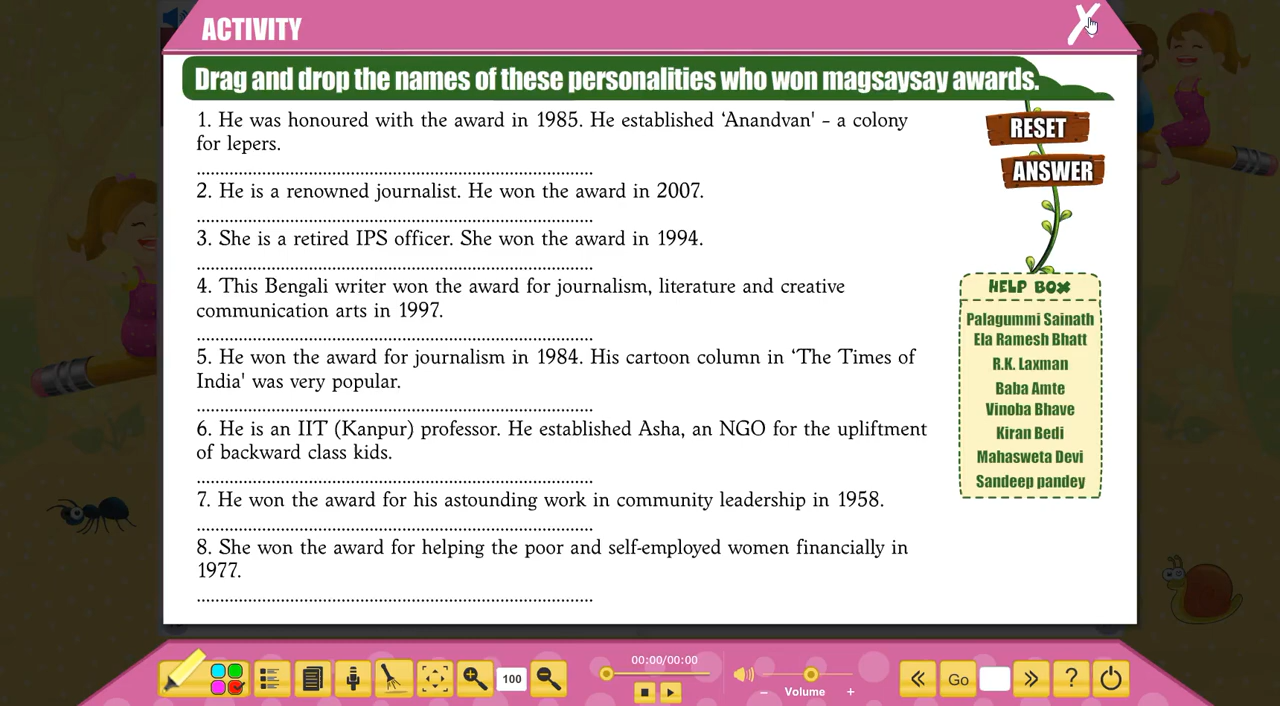 ACTIVITY
Drag and drop the names of these personalities who won magsaysay awards.
1. He was honoured with the award in 1985. He established ‘Anandvan' – a colony
for lepers.
2. He is a renowned journalist. He won the award in 2007.
3. She is a retired IPS officer. She won the award in 1994.
4. This Bengali writer won the award for journalism, literature and creative
communication arts in 1997.
5. He won the award for journalism in 1984. His cartoon column in ‘The Times of
India' was very popular.
6. He is an IIT (Kanpur) professor. He established Asha, an NGO for the upliftment
of backward class kids.
7. He won the award for his astounding work in community leadership in 1958.
8. She won the award for helping the poor and self-employed women financially in
1977.
RESET
ANSWER
HELP BOX
Palagummi Sainath
Ela Ramesh Bhatt
R.K. Laxman
Baba Amte
Vinoba Bhave
Kiran Bedi
Mahasweta Devi
Sandeep pandey
100
00:00/00:00
– Volume +
Go
?